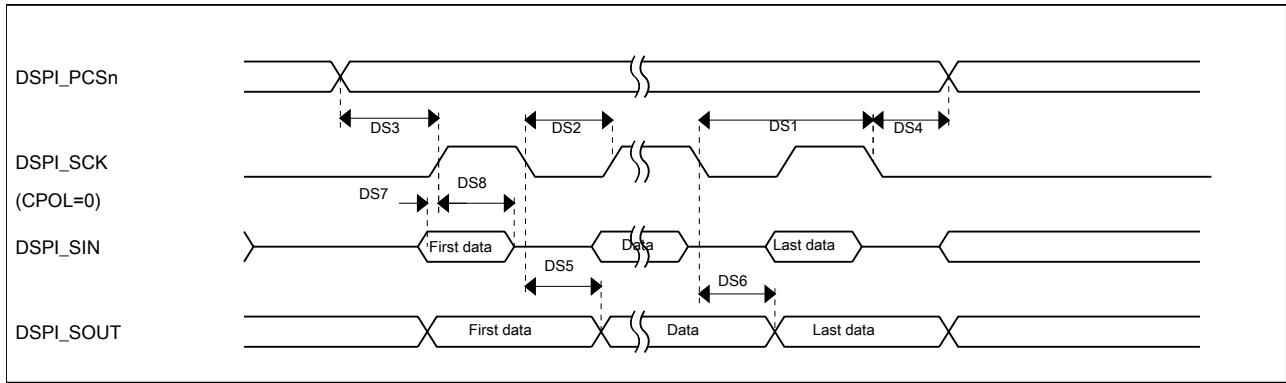 DSPI_PCSn
DS3
DS2
DS1
DS4
DSPI_SCK
(CPOL=0)
DS7
DS8
DSPI_SIN
First data
Data
Last data
DS5
DS6
DSPI_SOUT
First data
Data
Last data